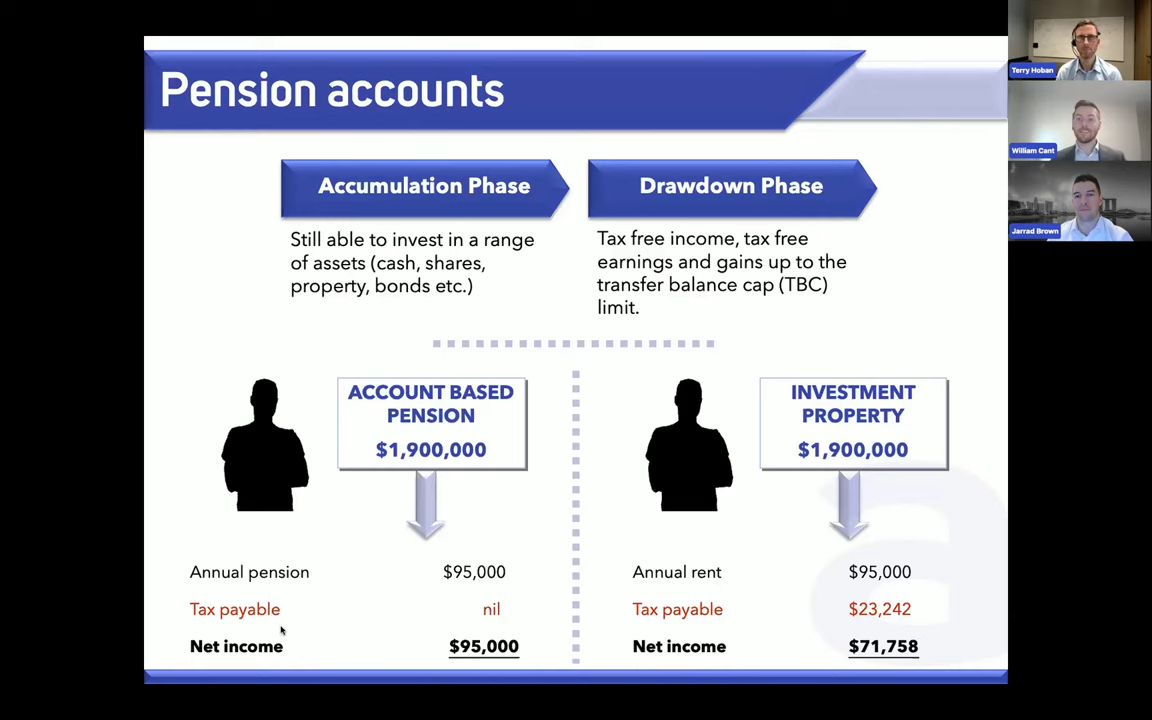 Pension accounts
Accumulation Phase
Drawdown Phase
Still able to invest in a range
of assets (cash, shares,
property, bonds etc.)
Tax free income, tax free
earnings and gains up to the
transfer balance cap (TBC)
limit.
ACCOUNT BASED
PENSION
$1,900,000
INVESTMENT
PROPERTY
$1,900,000
Annual pension $95,000
Tax payable nil
Net income $95,000
Annual rent $95,000
Tax payable $23,242
Net income $71,758
Terry Hoban
William Cant
Jarrad Brown